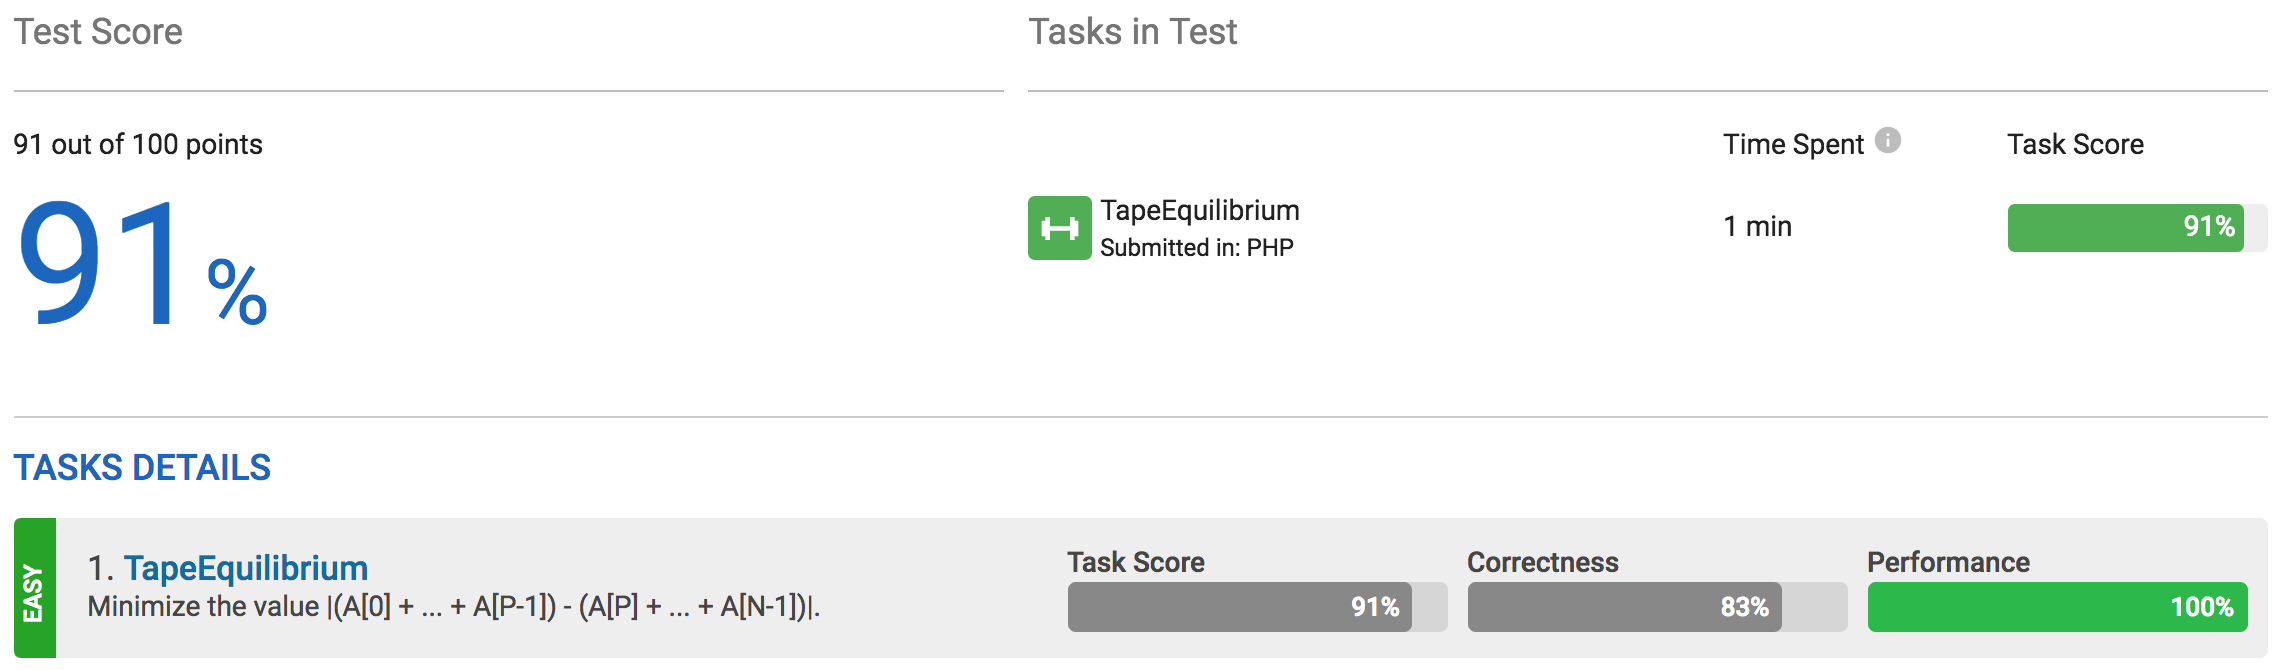 Test Score
Tasks in Test
91 out of 100 points
Time Spent
Task Score
91%
TapeEquilibrium
Submitted in: PHP
1 min
91%
TASKS DETAILS
EASY
1. TapeEquilibrium
Minimize the value |(A[0] + ... + A[P-1]) - (A[P] + ... + A[N-1])|.
Task Score
91%
Correctness
83%
Performance
100%